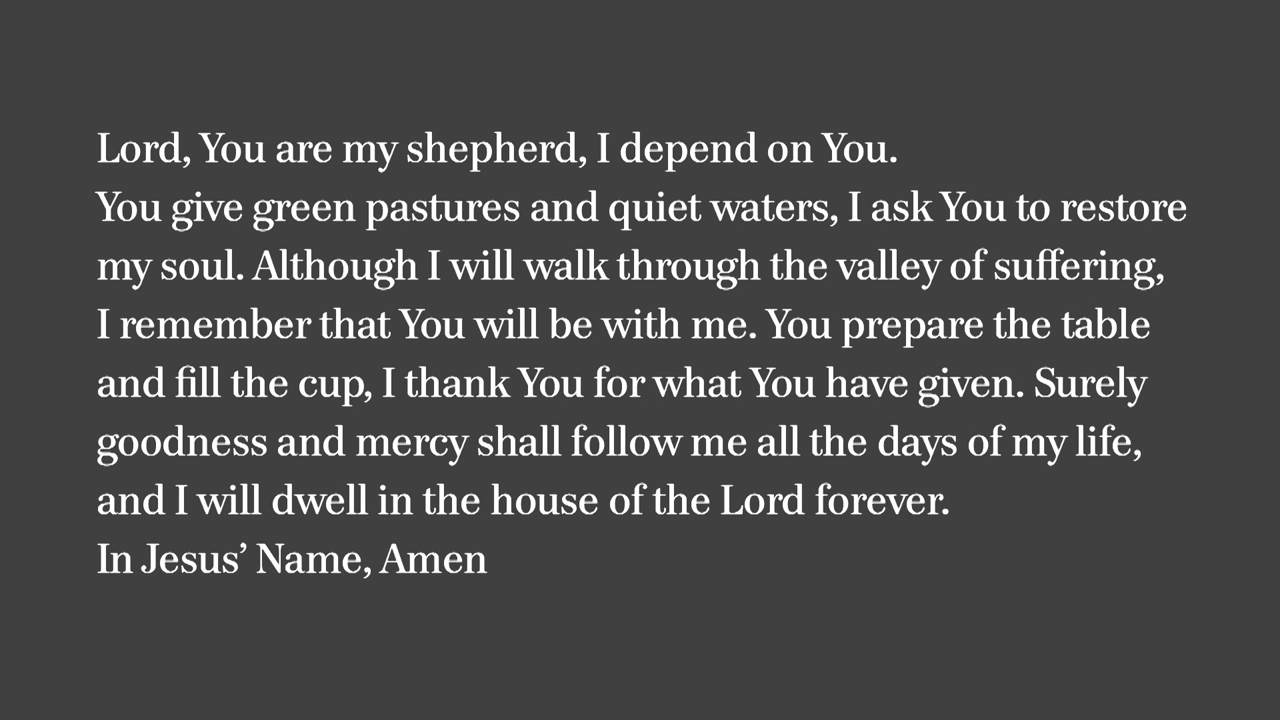 Lord, You are my shepherd, I depend on You.
You give green pastures and quiet waters, I ask You to restore
my soul. Although I will walk through the valley of suffering,
I remember that You will be with me. You prepare the table
and fill the cup, I thank You for what You have given. Surely
goodness and mercy shall follow me all the days of my life,
and I will dwell in the house of the Lord forever.
In Jesus’ Name, Amen